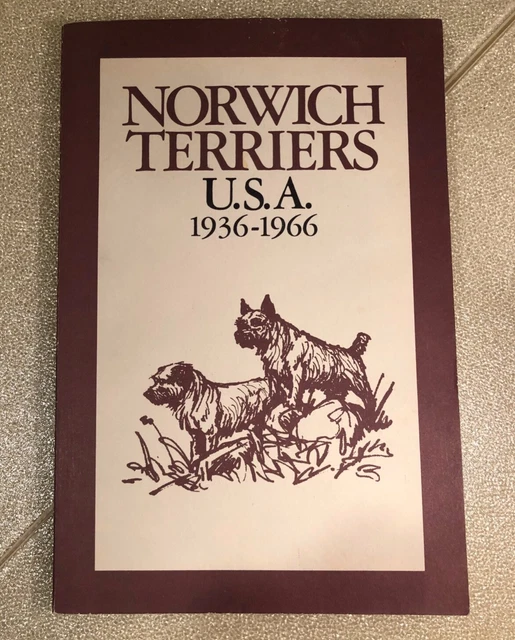 NORWICH
TERRIERS
U.S.A.
1936-1966